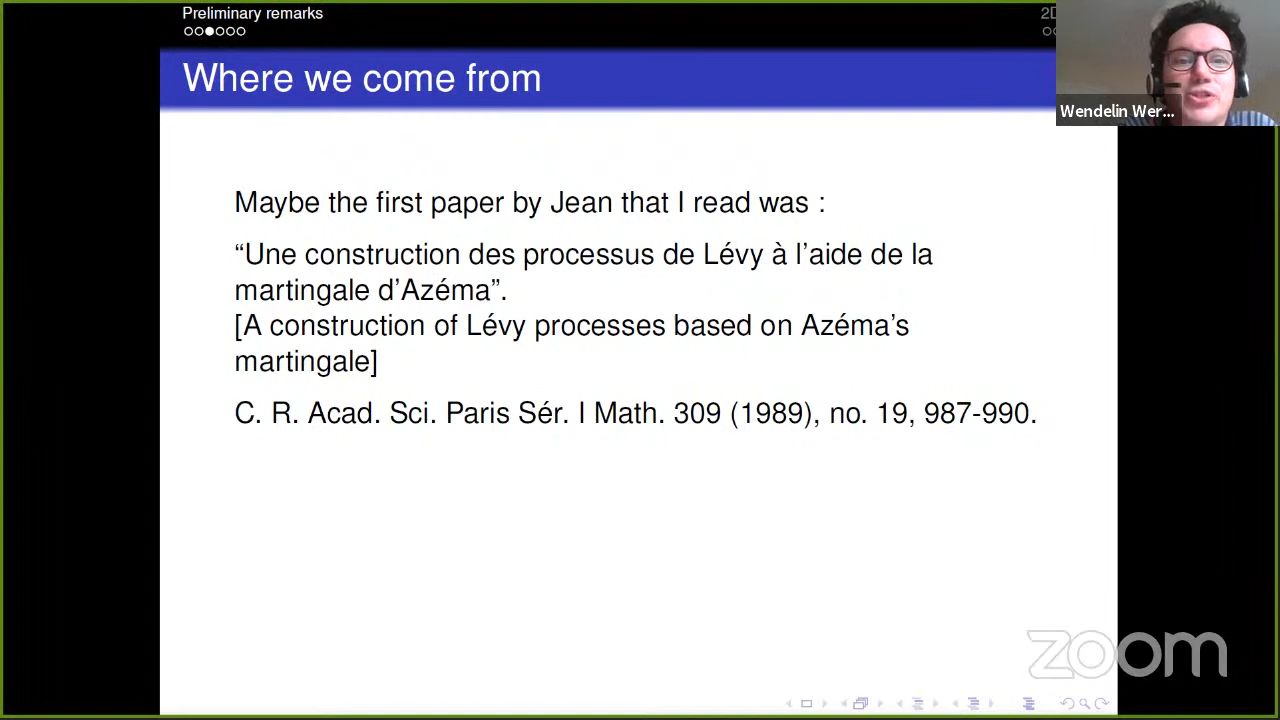 Preliminary remarks
2D
Where we come from
Wendelin Wer...
Maybe the first paper by Jean that I read was :
“Une construction des processus de Lévy à l’aide de la
martingale d’Azéma”.
[A construction of Lévy processes based on Azéma’s
martingale]
C. R. Acad. Sci. Paris Sér. I Math. 309 (1989), no. 19, 987-990.
zoom